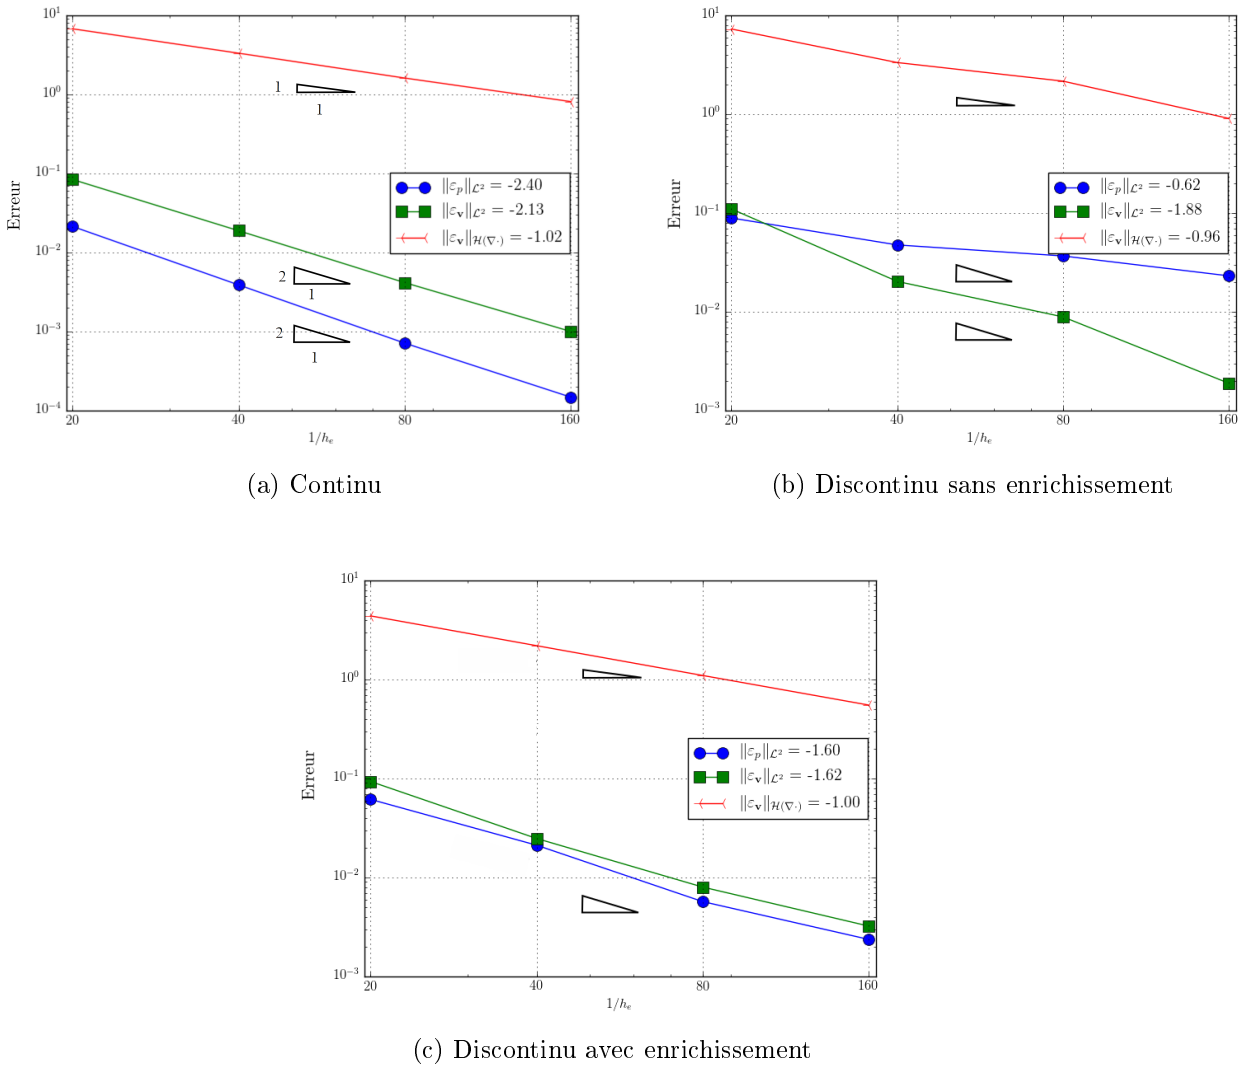 10¹
10⁰
10⁻¹
10⁻²
10⁻³
10⁻⁴
Erreur
1
1
2
1
2
1
‖ε_p‖_{𝓛²} = -2.40
‖ε_𝐯‖_{𝓛²} = -2.13
‖ε_𝐯‖_{𝓗(∇·)} = -1.02
20 40 80 160
1/h_e
(a) Continu
10¹
10⁰
10⁻¹
10⁻²
10⁻³
Erreur
‖ε_p‖_{𝓛²} = -0.62
‖ε_𝐯‖_{𝓛²} = -1.88
‖ε_𝐯‖_{𝓗(∇·)} = -0.96
20 40 80 160
1/h_e
(b) Discontinu sans enrichissement
10¹
10⁰
10⁻¹
10⁻²
10⁻³
Erreur
‖ε_p‖_{𝓛²} = -1.60
‖ε_𝐯‖_{𝓛²} = -1.62
‖ε_𝐯‖_{𝓗(∇·)} = -1.00
20 40 80 160
1/h_e
(c) Discontinu avec enrichissement